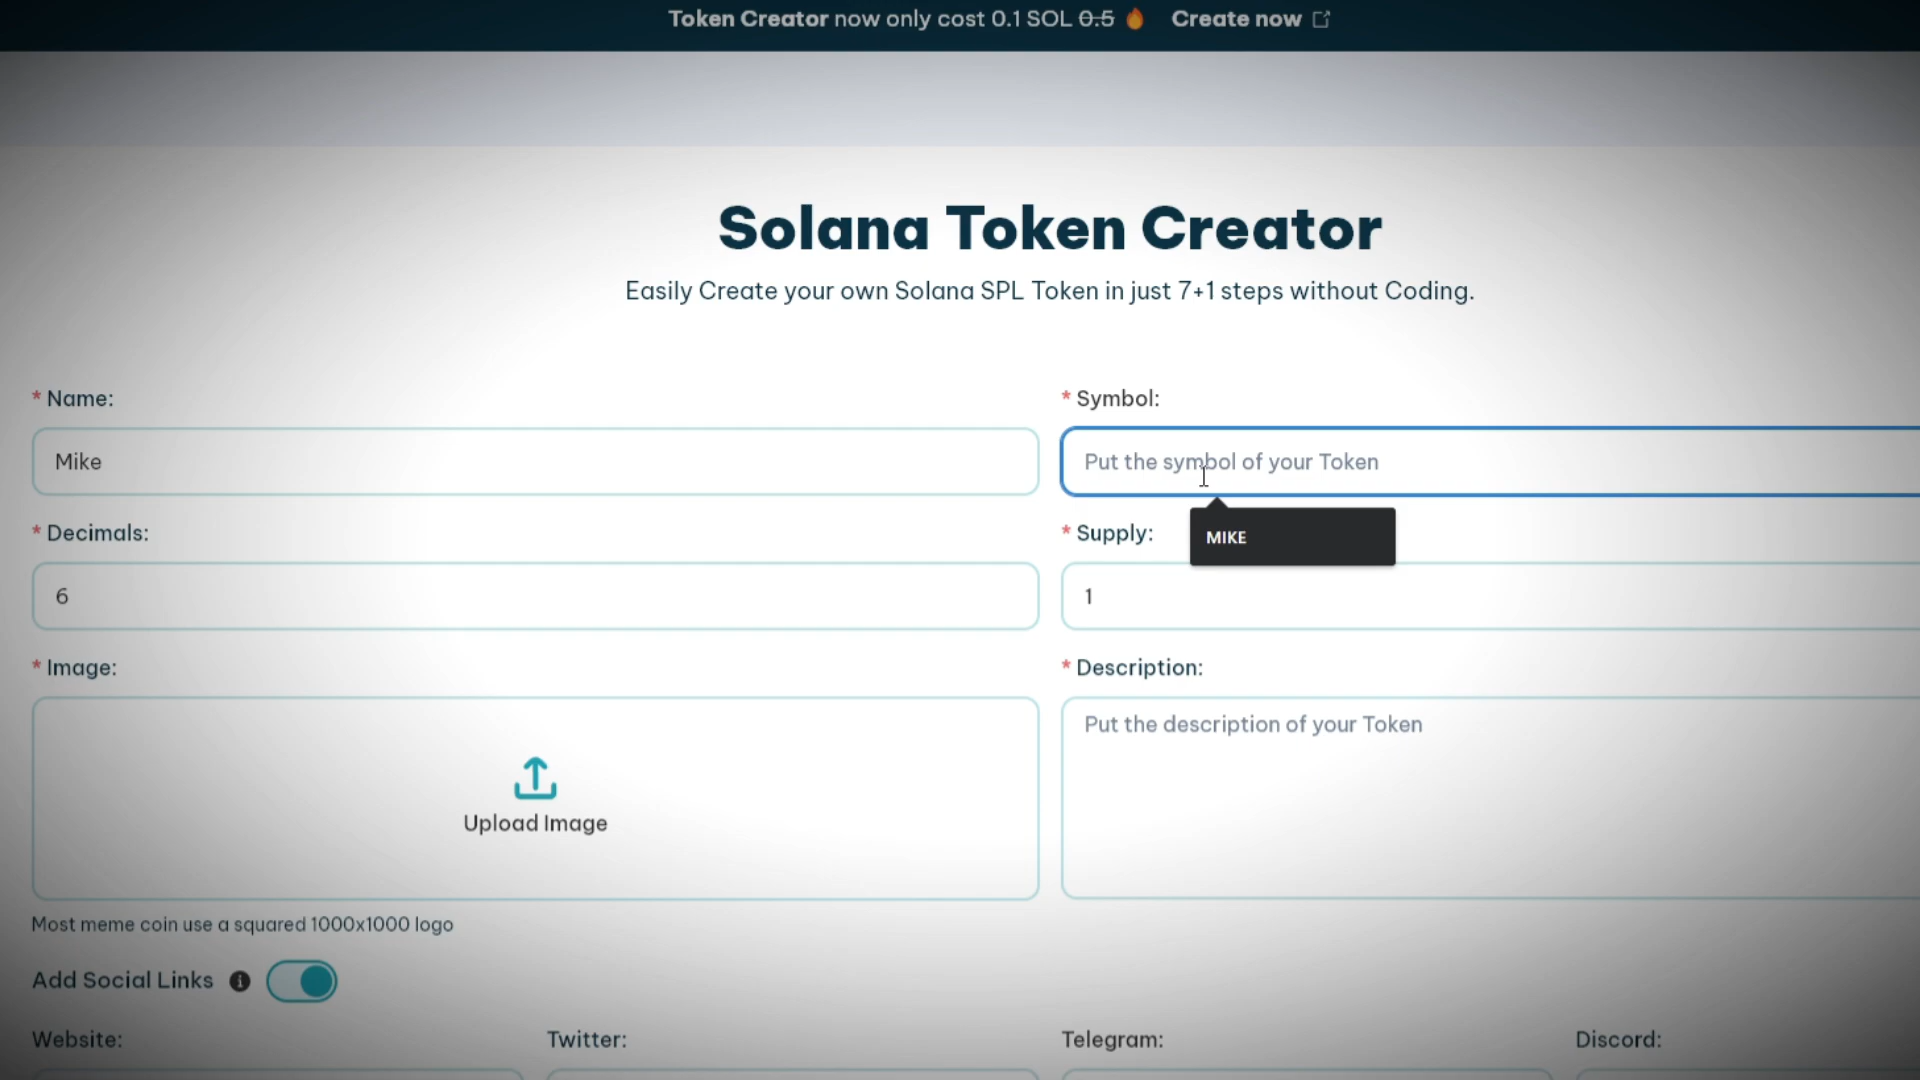 Token Creator now only cost 0.1 SOL 0.5 🔥 Create now
Solana Token Creator
Easily Create your own Solana SPL Token in just 7+1 steps without Coding.
* Name:
* Symbol:
Mike
Put the symbol of your Token
MIKE
* Decimals:
* Supply:
6
1
* Image:
* Description:
Put the description of your Token
Upload Image
Most meme coin use a squared 1000x1000 logo
Add Social Links
Website:
Twitter:
Telegram:
Discord: